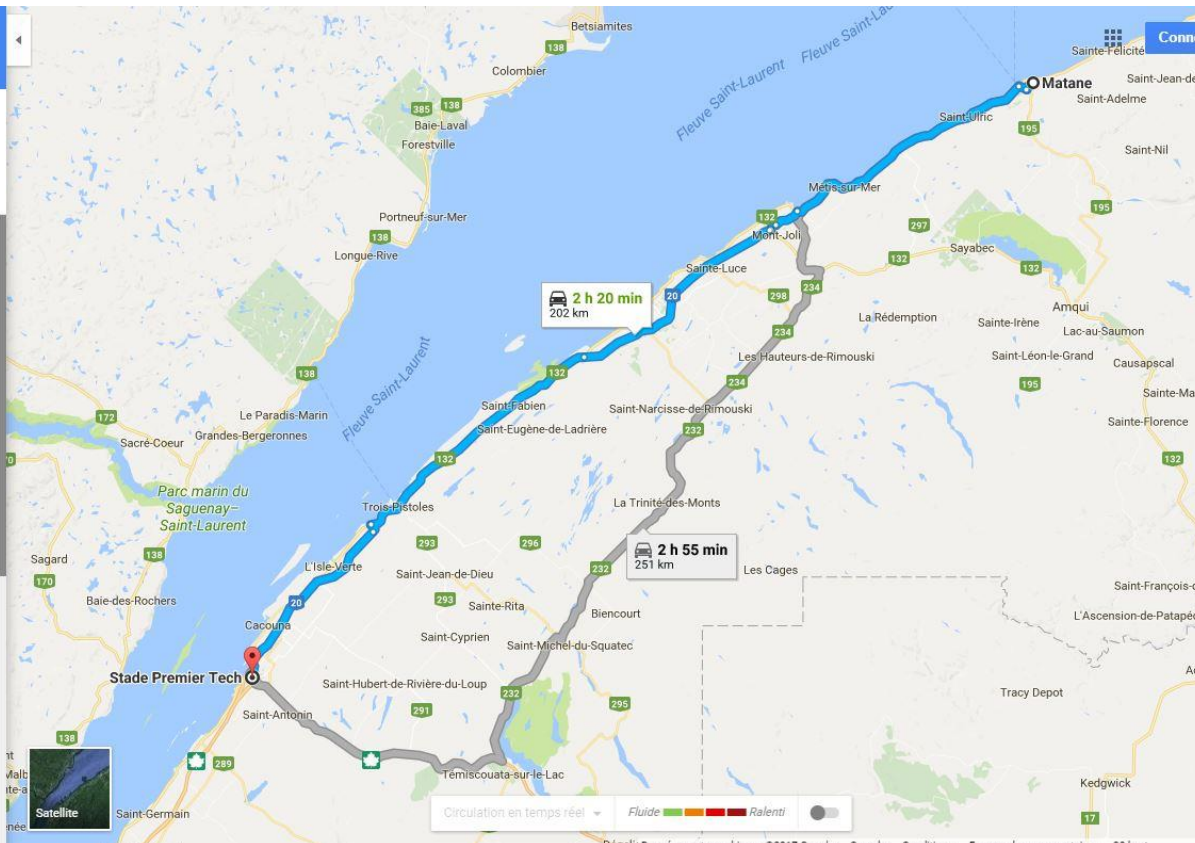 Betsiamites
138
Fleuve Saint-Laurent
Conn
Sainte-Félicité
Colombier
Matane
Saint-Jean-de
Saint-Adelme
385
138
Baie-Laval
Forestville
Fleuve Saint-Laurent
Saint-Ulric
195
Saint-Nil
Métis-sur-Mer
Portneuf-sur-Mer
132
297
195
138
Mont-Joli
Sayabec
Longue-Rive
132
Sainte-Luce
234
2 h 20 min
202 km
20
298
Amqui
La Rédemption
Sainte-Irène
234
Lac-au-Saumon
Les Hauteurs-de-Rimouski
Saint-Léon-le-Grand
Causapscal
138
132
234
195
Fleuve Saint-Laurent
Saint-Fabien
Saint-Narcisse-de-Rimouski
Sainte-Ma
172
Le Paradis-Marin
Sainte-Florence
Sacré-Coeur
Grandes-Bergeronnes
Saint-Eugène-de-Ladrière
232
132
132
Parc marin du
Saguenay–
Saint-Laurent
Trois-Pistoles
La Trinité-des-Monts
293
296
2 h 55 min
251 km
Sagard
138
L'Isle-Verte
Saint-Jean-de-Dieu
232
Les Cages
170
Saint-François-d
Baie-des-Rochers
20
293
Sainte-Rita
Biencourt
L'Ascension-de-Patapéd
Cacouna
Saint-Cyprien
Saint-Michel-du-Squatec
Stade Premier Tech
Saint-Hubert-de-Rivière-du-Loup
232
Tracy Depot
Saint-Antonin
291
295
138
289
Témiscouata-sur-le-Lac
Kedgwick
Satellite
Saint-Germain
Circulation en temps réel
Fluide
Ralenti
17